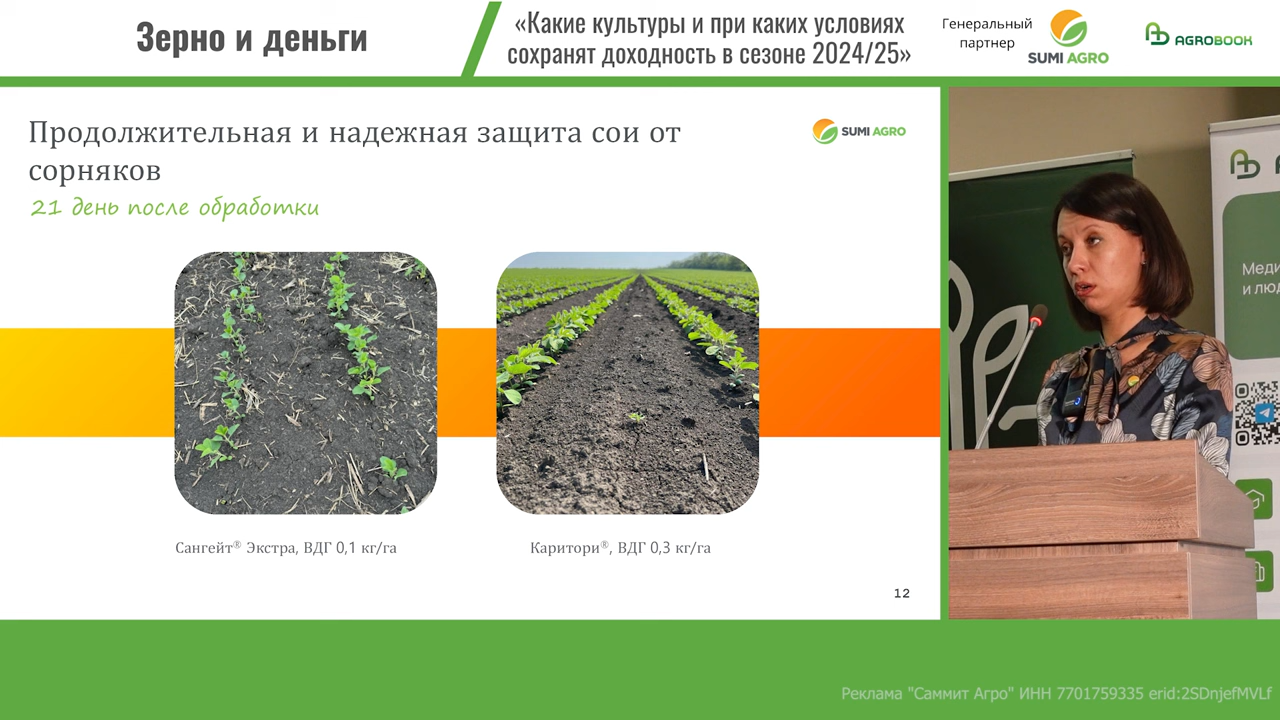 Зерно и деньги
«Какие культуры и при каких условиях
сохранят доходность в сезоне 2024/25»
Генеральный
партнер
SUMI AGRO
AGROBOOK
Продолжительная и надежная защита сои от
сорняков
SUMI AGRO
21 день после обработки
Сангейт® Экстра, ВДГ 0,1 кг/га
Каритори®, ВДГ 0,3 кг/га
12
Реклама "Саммит Агро" ИНН 7701759335 erid:2SDnjefMVLf